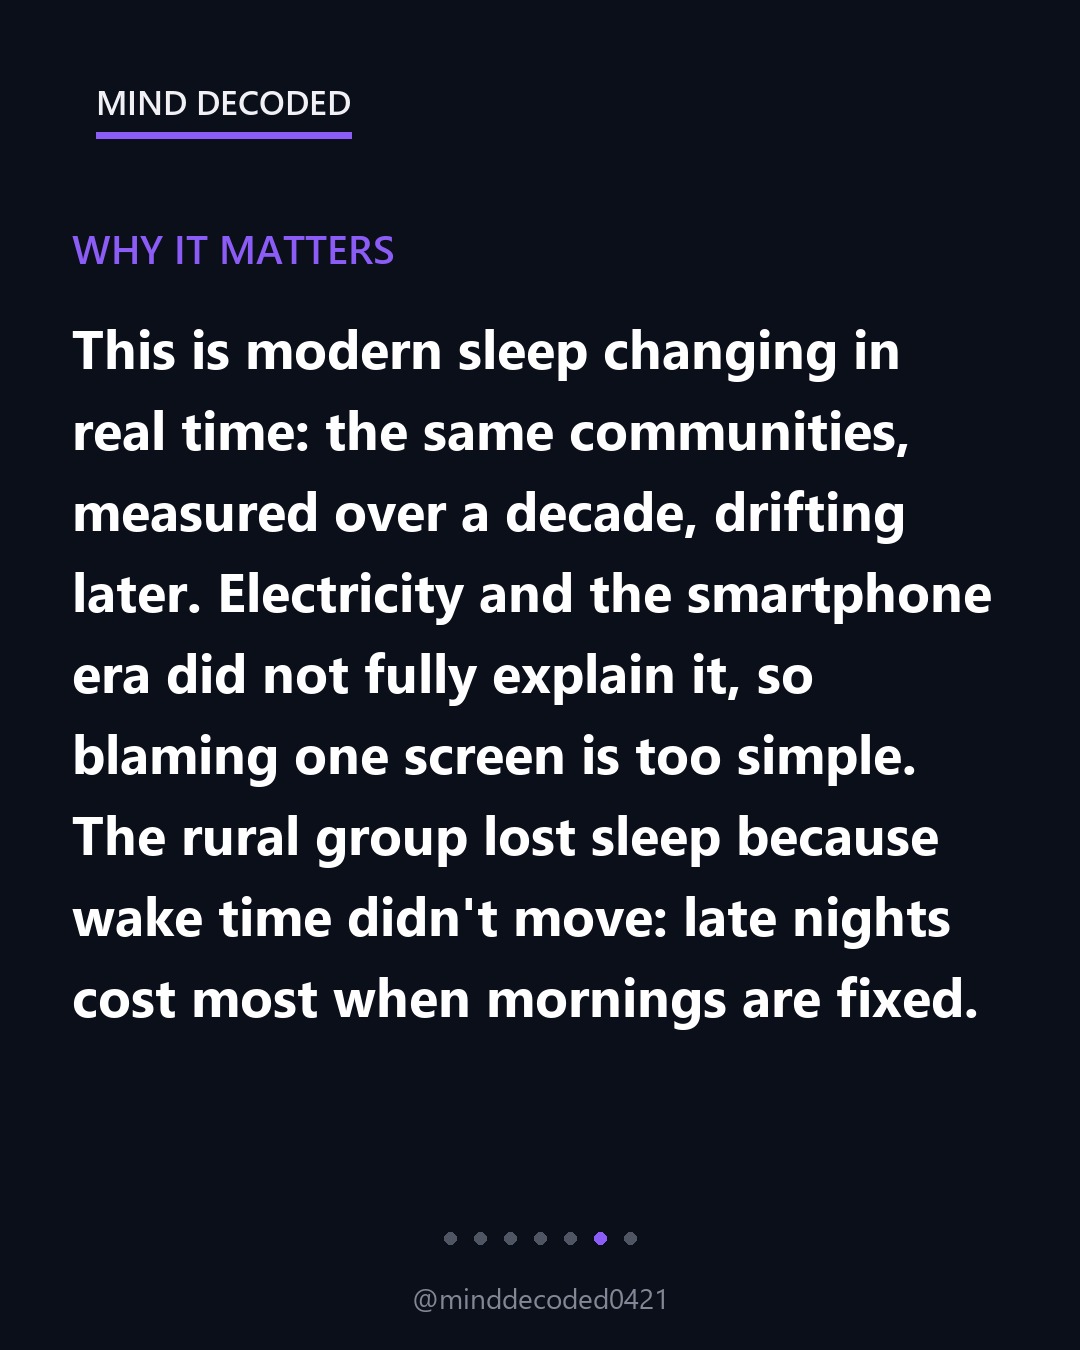 MIND DECODED
WHY IT MATTERS
This is modern sleep changing in
real time: the same communities,
measured over a decade, drifting
later. Electricity and the smartphone
era did not fully explain it, so
blaming one screen is too simple.
The rural group lost sleep because
wake time didn't move: late nights
cost most when mornings are fixed.
@minddecoded0421